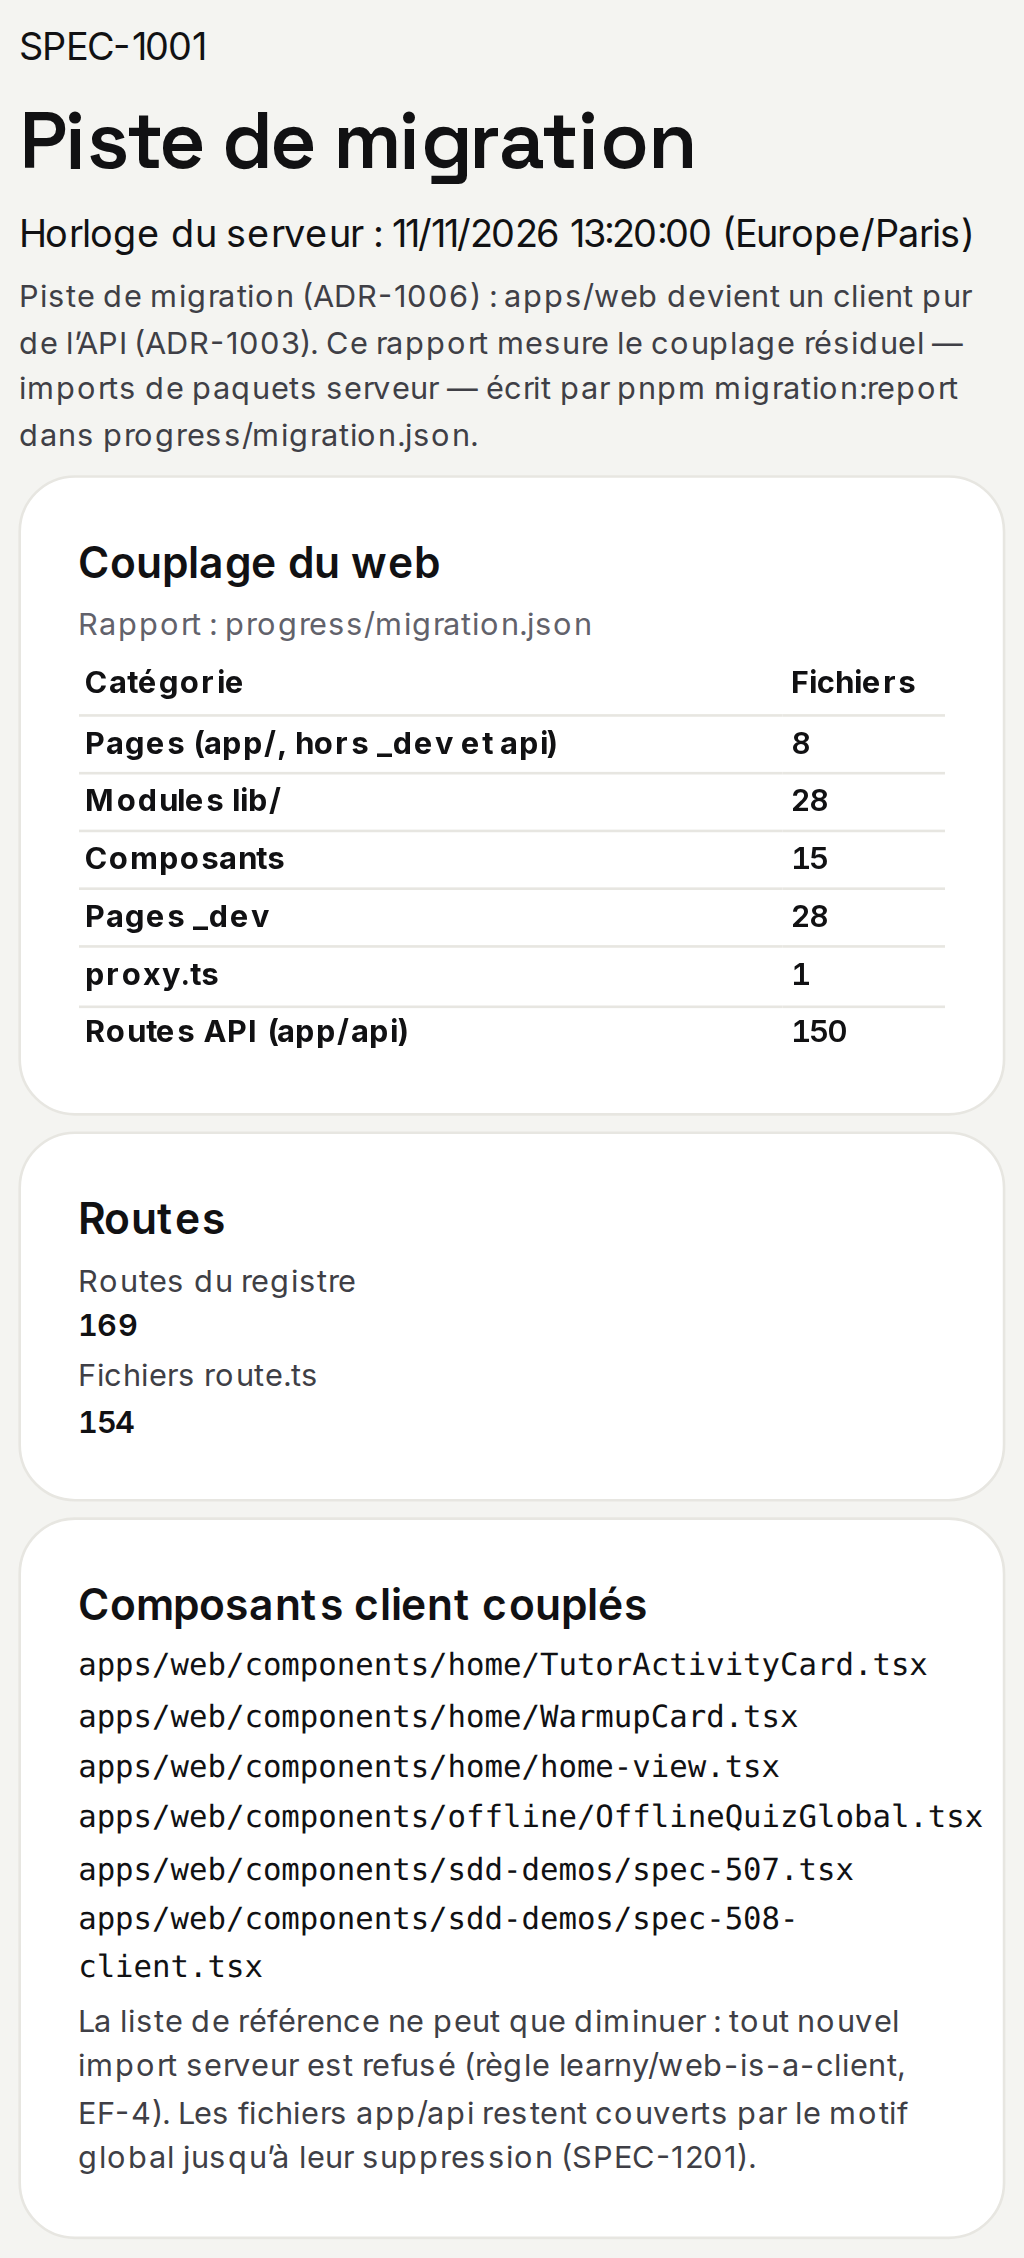 SPEC-1001
Piste de migration
Horloge du serveur : 11/11/2026 13:20:00 (Europe/Paris)
Piste de migration (ADR-1006) : apps/web devient un client pur
de l’API (ADR-1003). Ce rapport mesure le couplage résiduel —
imports de paquets serveur — écrit par pnpm migration:report
dans progress/migration.json.
Couplage du web
Rapport : progress/migration.json
Catégorie Fichiers
Pages (app/, hors _dev et api) 8
Modules lib/ 28
Composants 15
Pages _dev 28
proxy.ts 1
Routes API (app/api) 150
Routes
Routes du registre
169
Fichiers route.ts
154
Composants client couplés
apps/web/components/home/TutorActivityCard.tsx
apps/web/components/home/WarmupCard.tsx
apps/web/components/home/home-view.tsx
apps/web/components/offline/OfflineQuizGlobal.tsx
apps/web/components/sdd-demos/spec-507.tsx
apps/web/components/sdd-demos/spec-508-
client.tsx
La liste de référence ne peut que diminuer : tout nouvel
import serveur est refusé (règle learny/web-is-a-client,
EF-4). Les fichiers app/api restent couverts par le motif
global jusqu’à leur suppression (SPEC-1201).